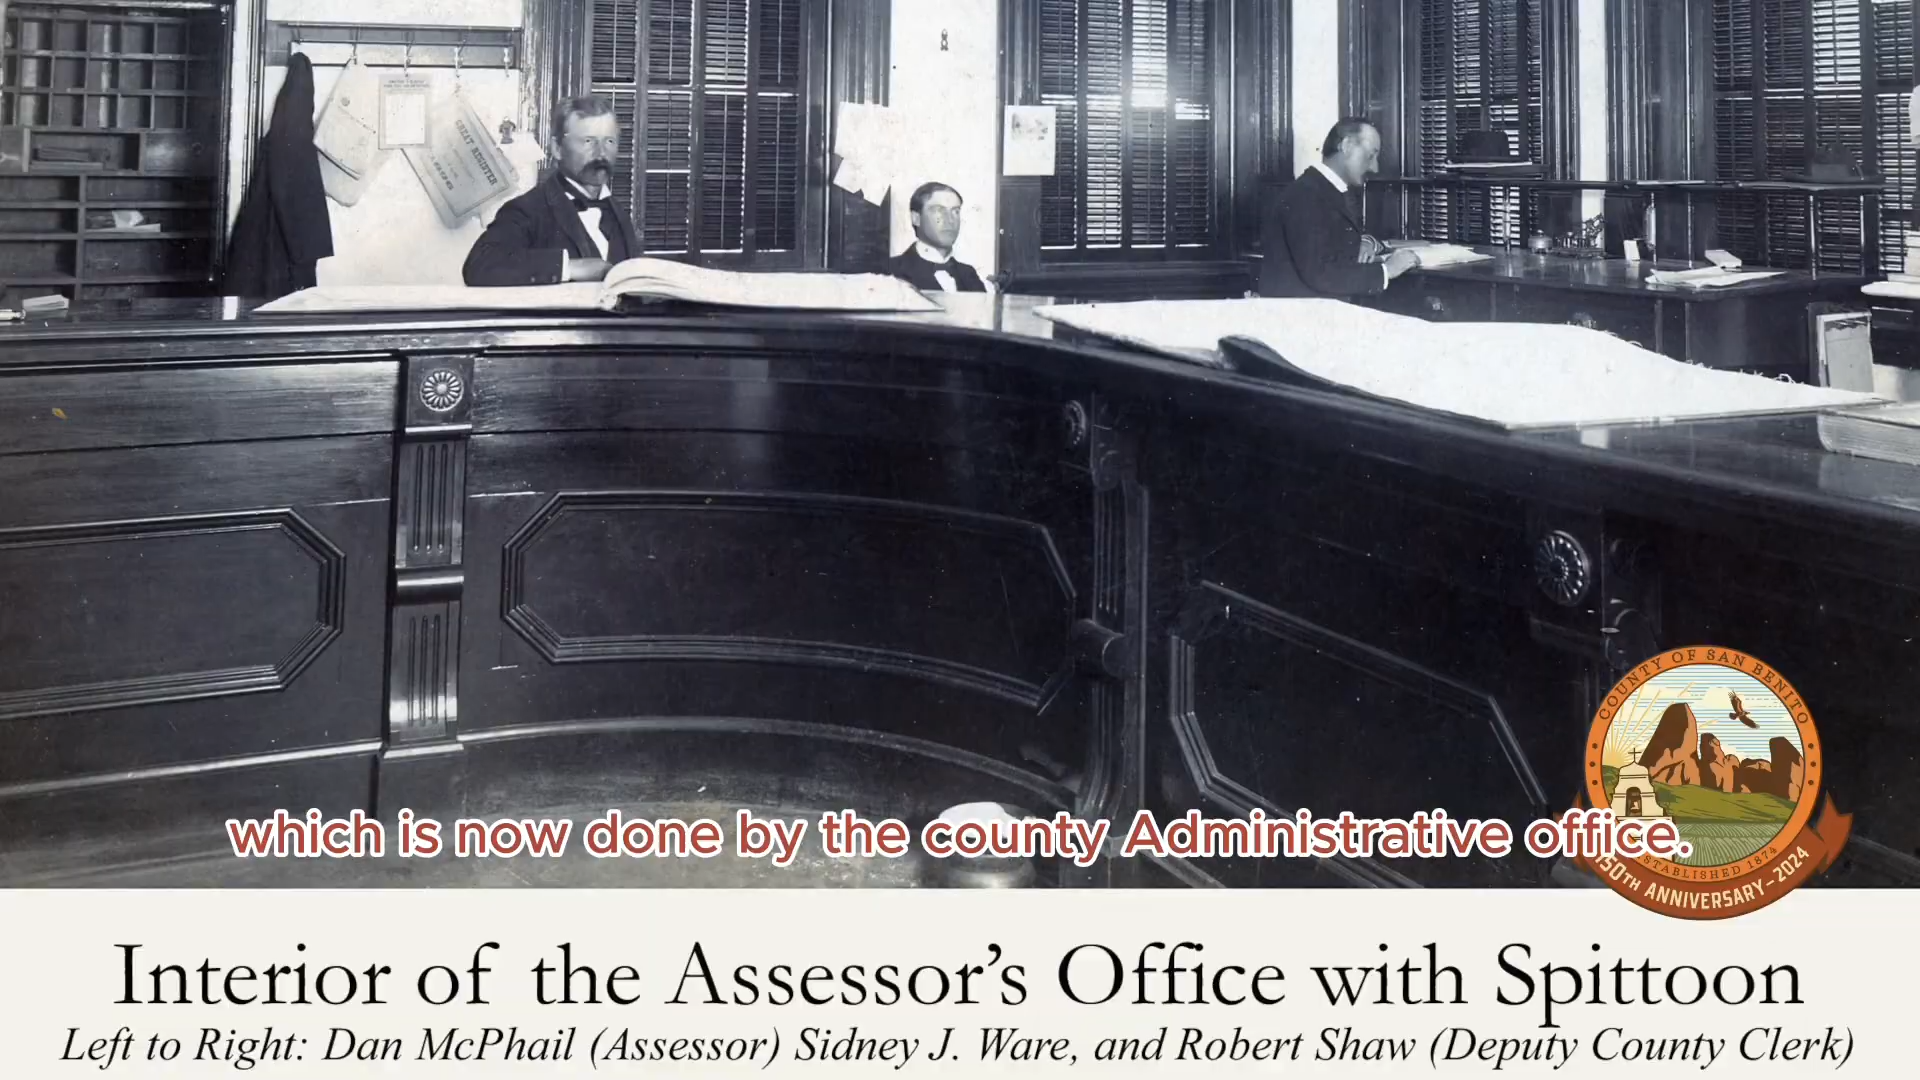 GREAT REGISTER
COUNTY OF SAN BENITO
which is now done by the county Administrative office.
ESTABLISHED 1874
150TH ANNIVERSARY-2024
Interior of the Assessor's Office with Spittoon
Left to Right: Dan McPhail (Assessor) Sidney J. Ware, and Robert Shaw (Deputy County Clerk)